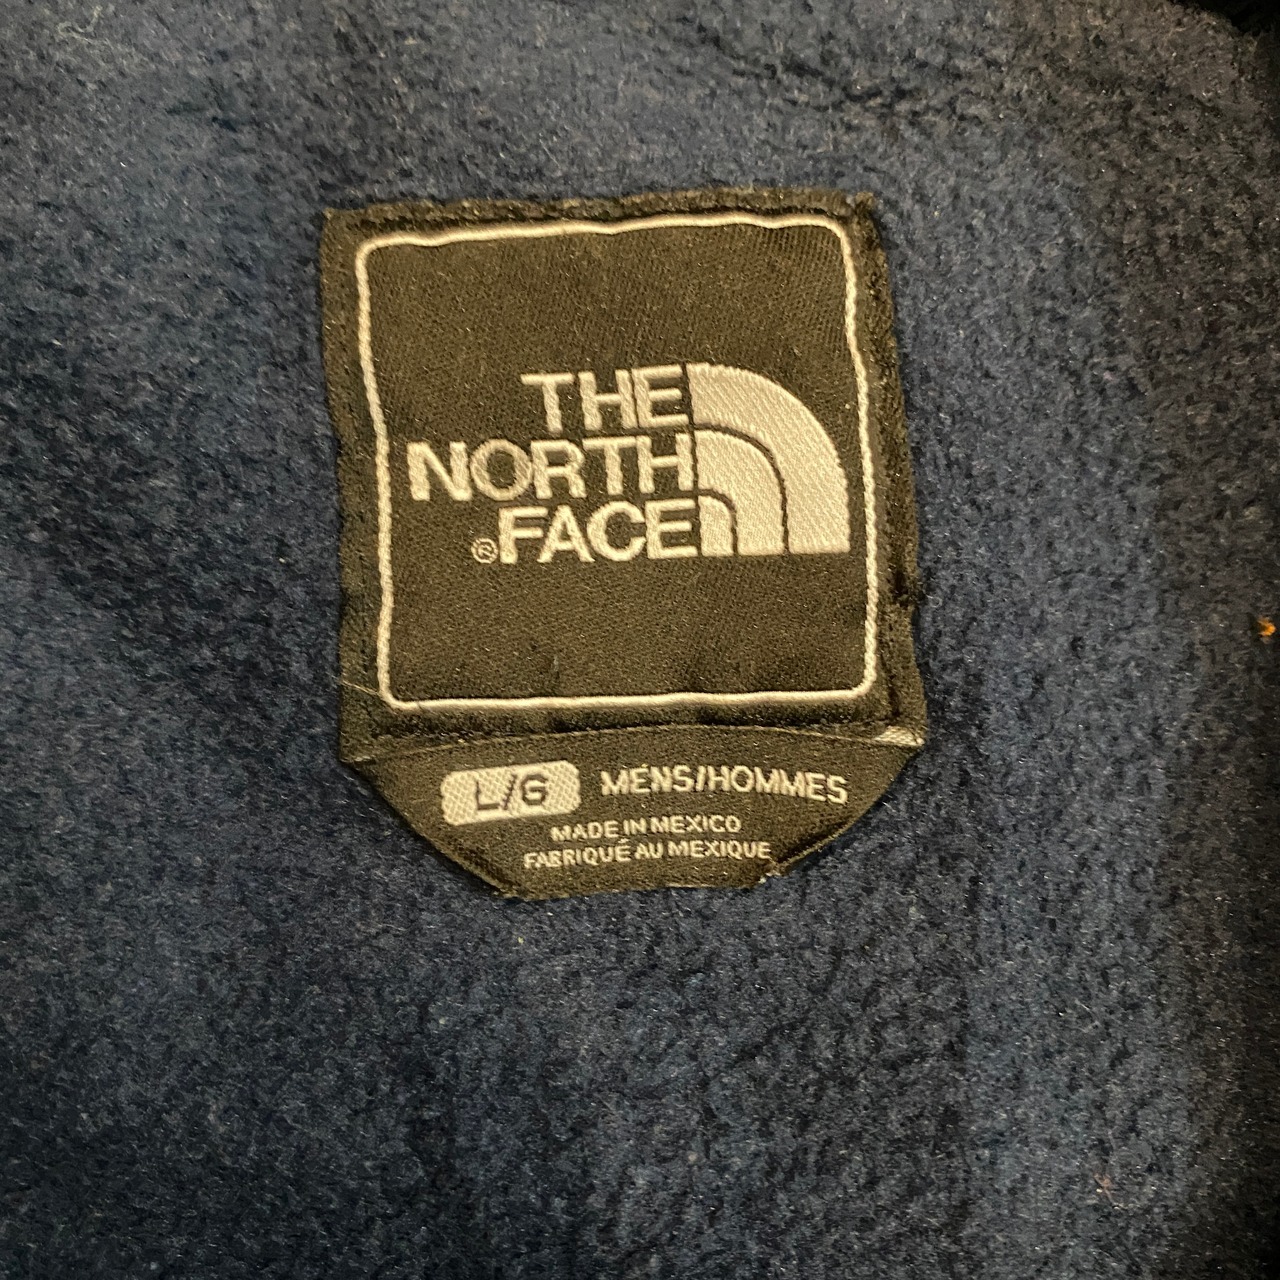 THE
NORTH
®FACE
L/G MENS/HOMMES
MADE IN MEXICO
FABRIQUÉ AU MEXIQUE